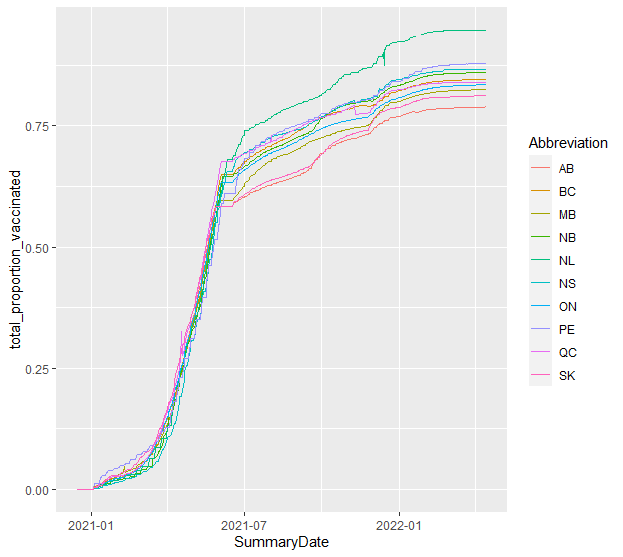 total_proportion_vaccinated
0.75
0.50
0.25
0.00
2021-01
2021-07
2022-01
SummaryDate
Abbreviation
AB
BC
MB
NB
NL
NS
ON
PE
QC
SK